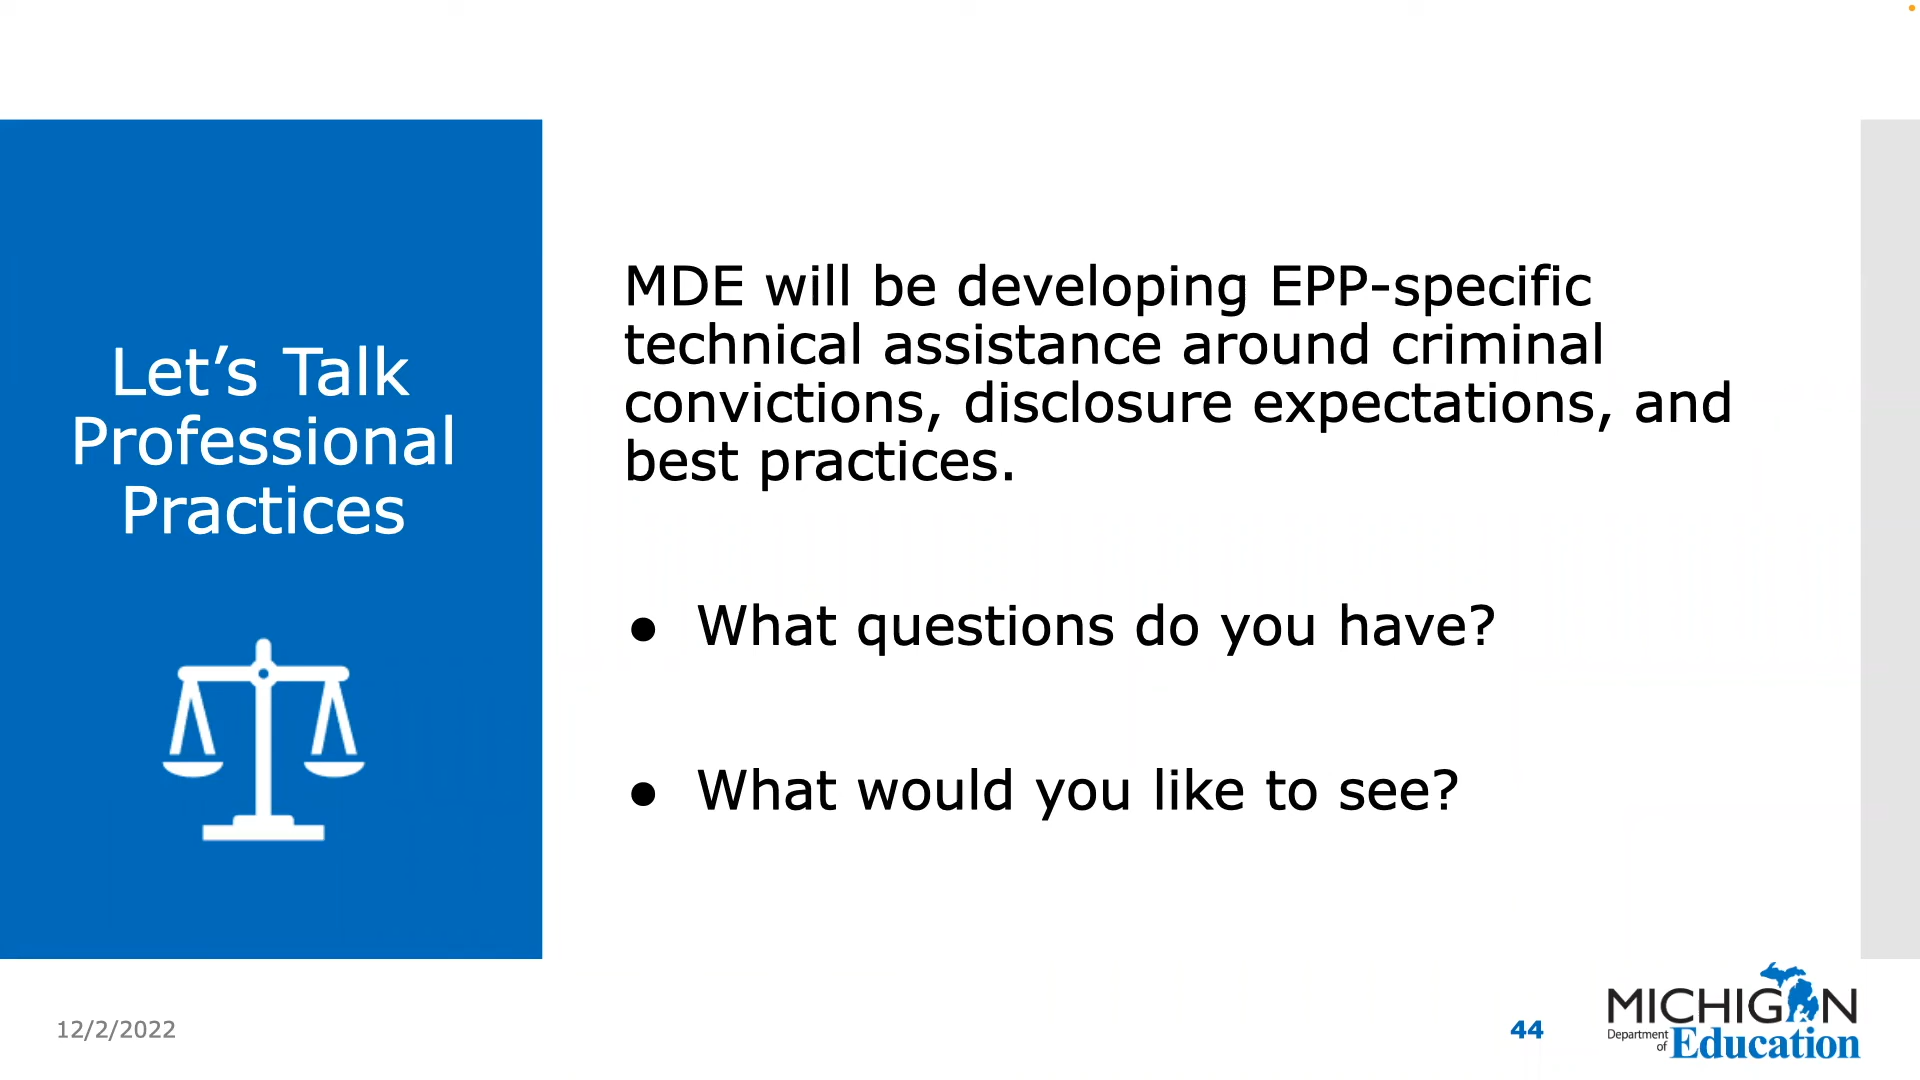 Let’s Talk
Professional
Practices
MDE will be developing EPP-specific
technical assistance around criminal
convictions, disclosure expectations, and
best practices.
● What questions do you have?
● What would you like to see?
12/2/2022
44
MICHIGAN
Department
of Education